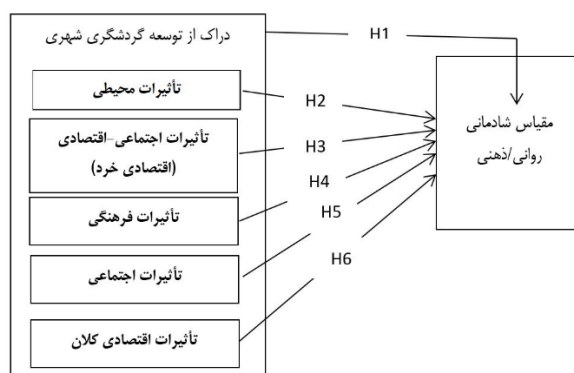 دراک از توسعه گردشگری شهری
H1
تأثیرات محیطی
H2
مقیاس شادمانی
روانی/ذهنی
تأثیرات اجتماعی-اقتصادی
(اقتصادی خرد)
H3
H4
تأثیرات فرهنگی
H5
تأثیرات اجتماعی
H6
تأثیرات اقتصادی کلان